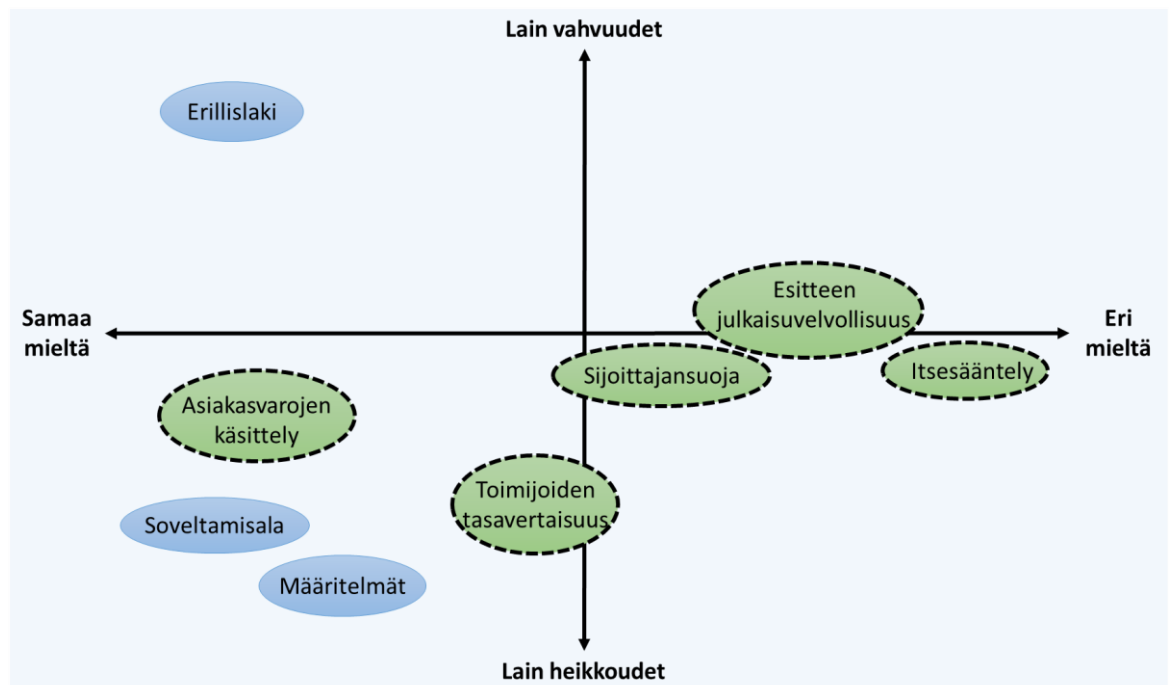 Lain vahvuudet
Erillislaki
Esitteen
julkaisuvelvollisuus
Samaa
mieltä
Eri
mieltä
Sijoittajansuoja
Itsesääntely
Asiakasvarojen
käsittely
Toimijoiden
tasavertaisuus
Soveltamisala
Määritelmät
Lain heikkoudet